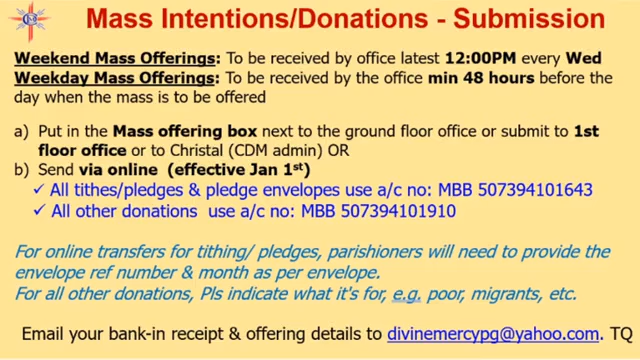 Mass Intentions/Donations - Submission
Weekend Mass Offerings: To be received by office latest 12:00PM every Wed
Weekday Mass Offerings: To be received by the office min 48 hours before the
day when the mass is to be offered
a) Put in the Mass offering box next to the ground floor office or submit to 1st
floor office or to Christal (CDM admin) OR
b) Send via online (effective Jan 1st)
✓ All tithes/pledges & pledge envelopes use a/c no: MBB 507394101643
✓ All other donations use a/c no: MBB 507394101910
For online transfers for tithing/ pledges, parishioners will need to provide the
envelope ref number & month as per envelope.
For all other donations, Pls indicate what it's for, e.g. poor, migrants, etc.
Email your bank-in receipt & offering details to divinemercypg@yahoo.com. TQ